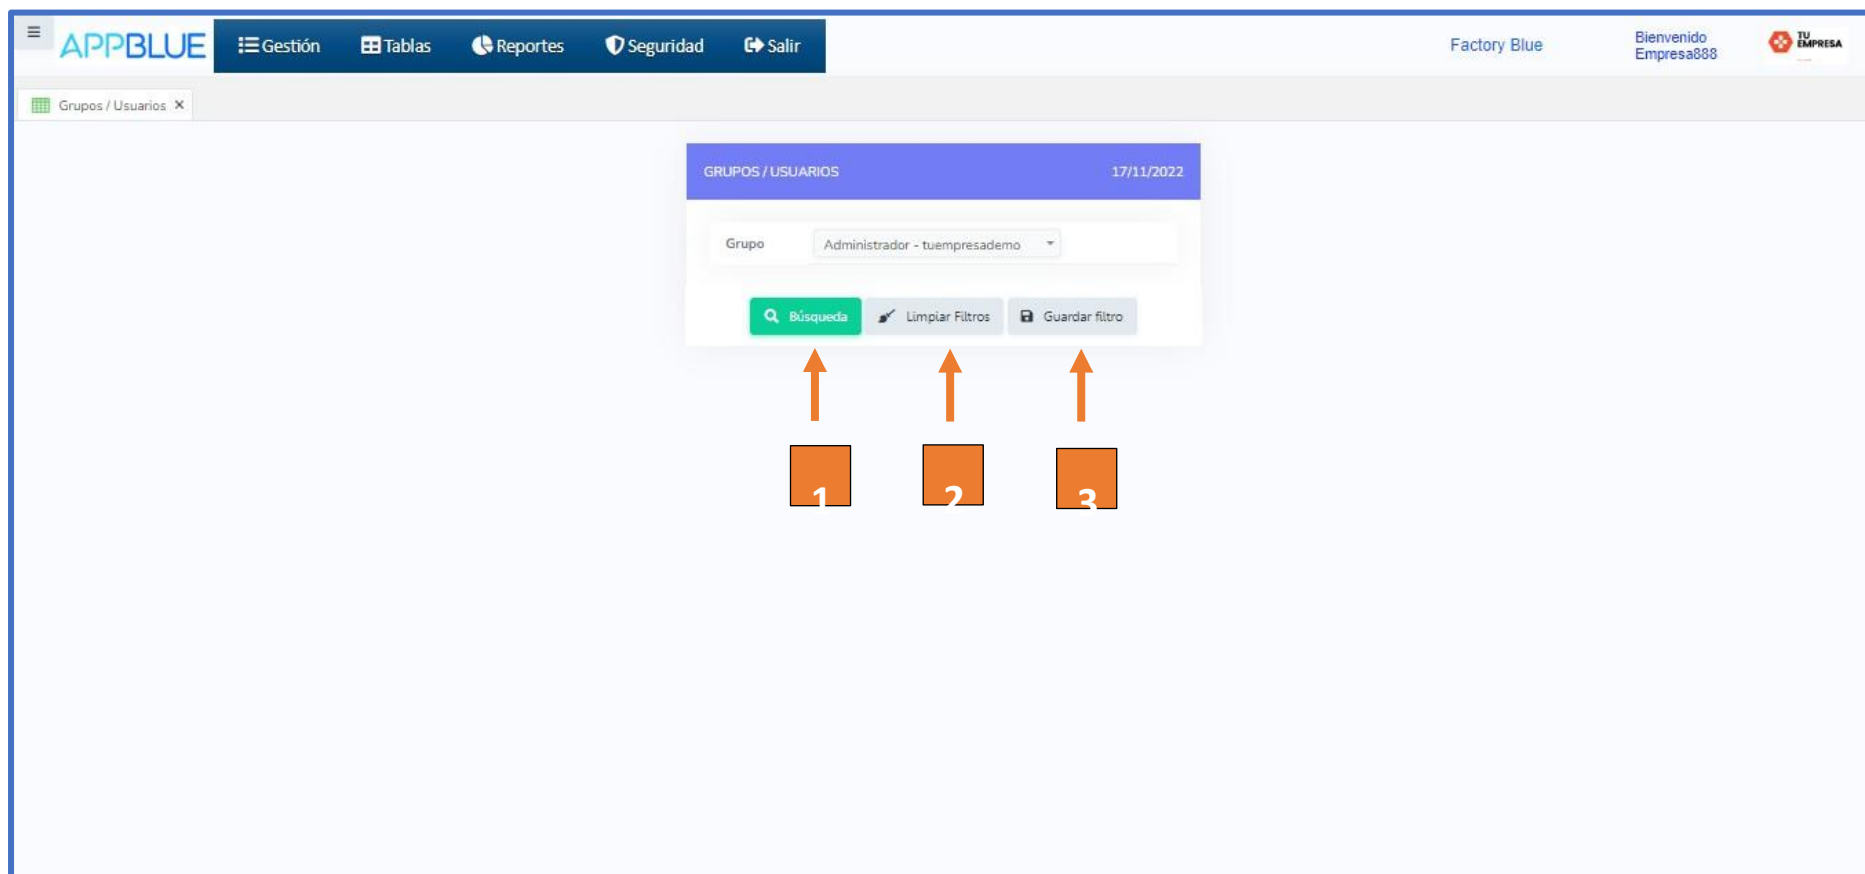 APPBLUE Gestión Tablas Reportes Seguridad Salir Factory Blue Bienvenido Empresa888 TU EMPRESA
Grupos / Usuarios
GRUPOS / USUARIOS 17/11/2022
Grupo Administrador - tuempresademo
Búsqueda Limpiar Filtros Guardar filtro
1 2 3